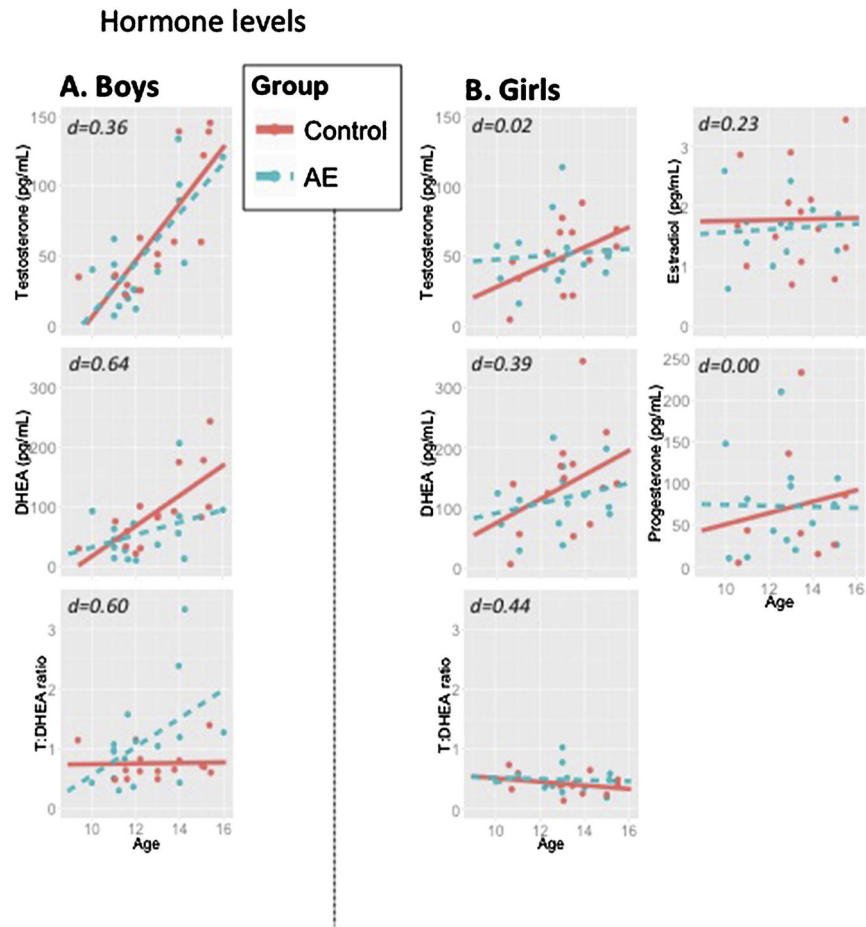 Hormone levels
A. Boys
Group
Control
AE
B. Girls
d=0.36
Testosterone (pg/mL)
150
100
50
0
d=0.64
DHEA (pg/mL)
300
200
100
0
d=0.60
T:DHEA ratio
3
2
1
0
10 12 14 16
Age
d=0.02
Testosterone (pg/mL)
150
100
50
0
d=0.39
DHEA (pg/mL)
300
200
100
0
d=0.44
T:DHEA ratio
3
2
1
0
10 12 14 16
Age
d=0.23
Estradiol (pg/mL)
3
2
1
0
d=0.00
Progesterone (pg/mL)
250
200
150
100
50
0
10 12 14 16
Age